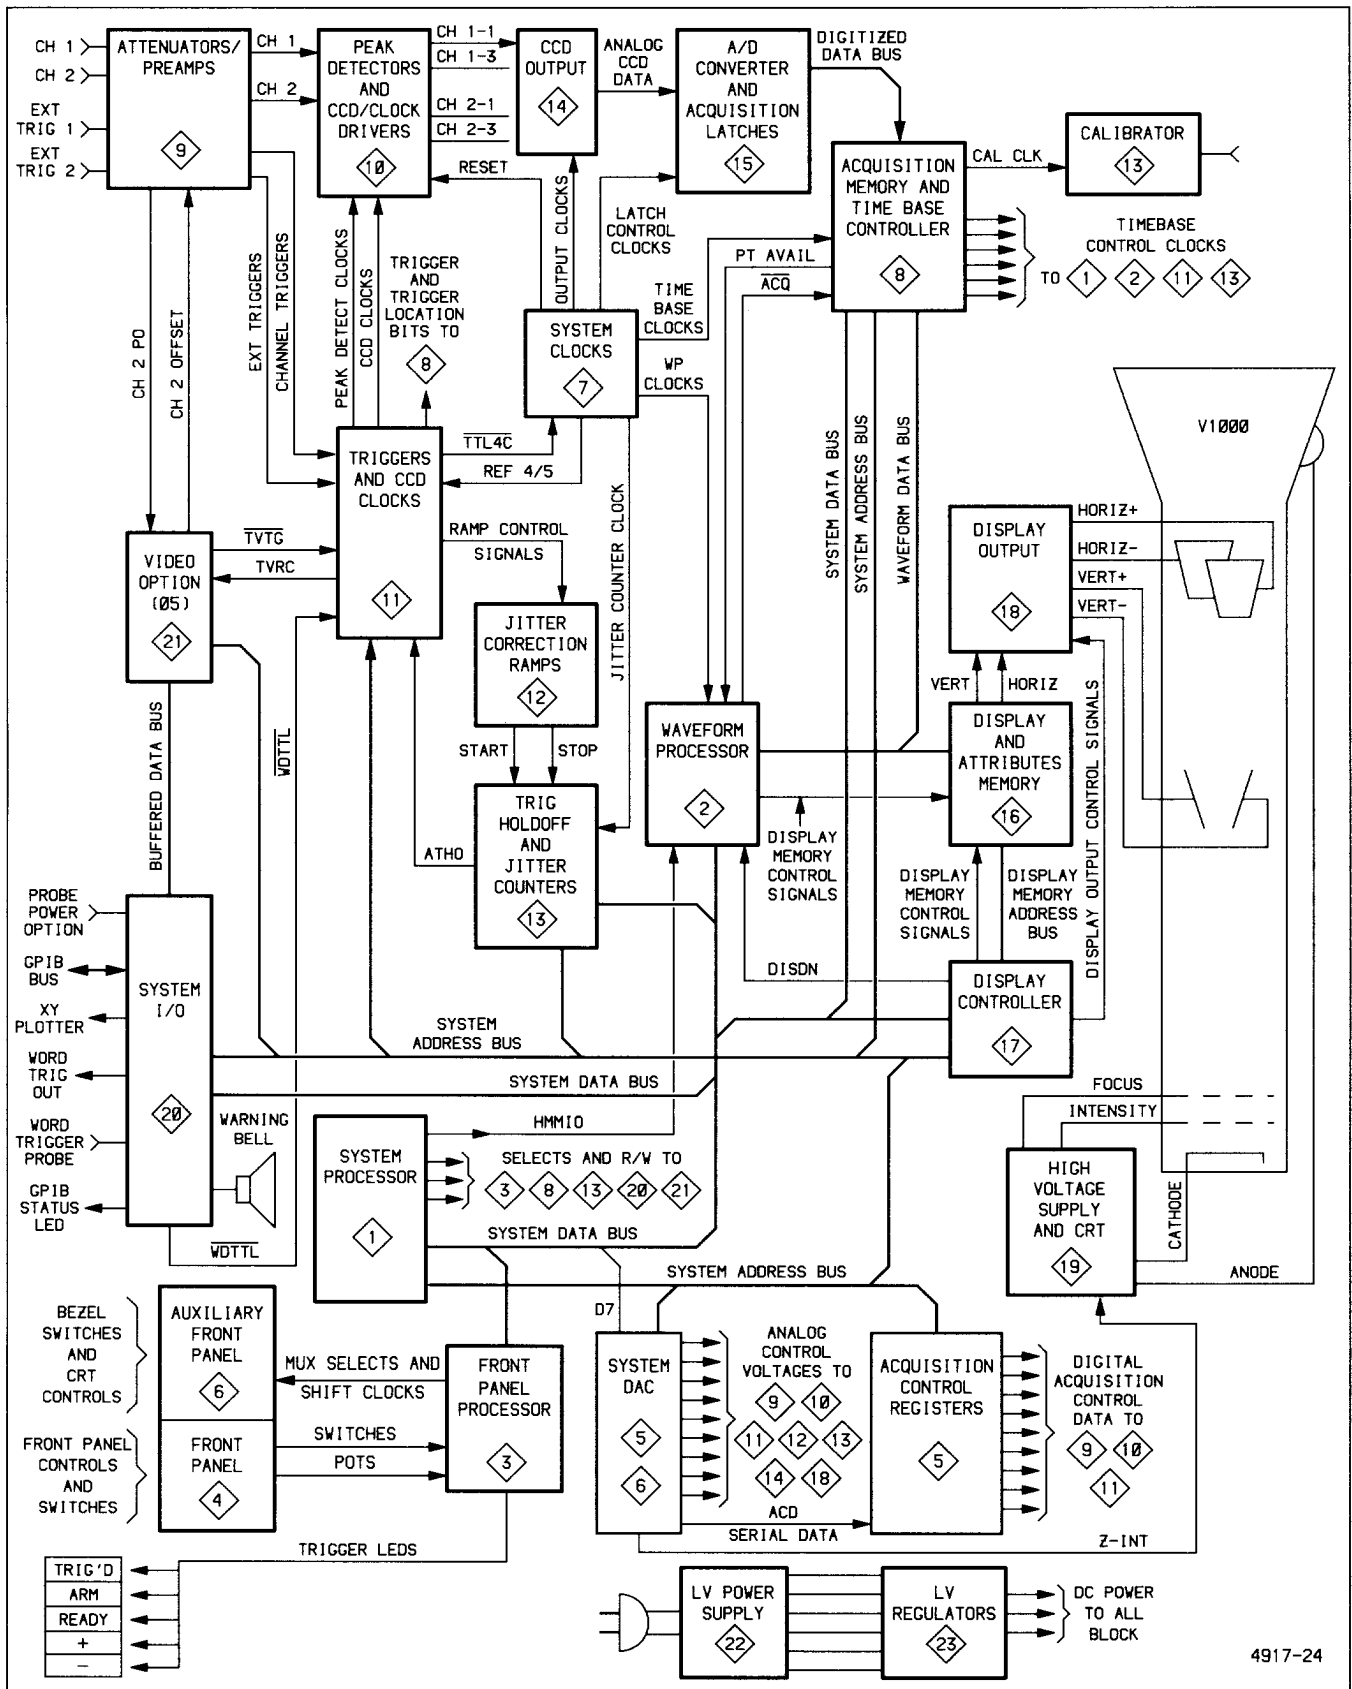 CH 1
CH 2
EXT
TRIG 1
EXT
TRIG 2
ATTENUATORS/
PREAMPS
9
CH 1
CH 2
PEAK
DETECTORS
AND
CCD/CLOCK
DRIVERS
10
CH 1-1
CH 1-3
CH 2-1
CH 2-3
RESET
CCD
OUTPUT
14
ANALOG
CCD
DATA
A/D
CONVERTER
AND
ACQUISITION
LATCHES
15
DIGITIZED
DATA BUS
ACQUISITION
MEMORY AND
TIME BASE
CONTROLLER
8
CAL CLK
CALIBRATOR
13
TIMEBASE
CONTROL CLOCKS
TO 1 2 11 13
CH 2 PO
CH 2 OFFSET
EXT TRIGGERS
CHANNEL TRIGGERS
PEAK DETECT CLOCKS
CCD CLOCKS
TRIGGER
AND
TRIGGER
LOCATION
BITS TO
8
OUTPUT CLOCKS
LATCH
CONTROL
CLOCKS
SYSTEM
CLOCKS
7
TIME
BASE
CLOCKS
WP
CLOCKS
PT AVAIL
ACQ
TRIGGERS
AND CCD
CLOCKS
11
TTL4C
REF 4/5
RAMP CONTROL
SIGNALS
JITTER COUNTER CLOCK
SYSTEM DATA BUS
SYSTEM ADDRESS BUS
WAVEFORM DATA BUS
V1000
VIDEO
OPTION
(05)
21
TVTG
TVRC
JITTER
CORRECTION
RAMPS
12
START
STOP
DISPLAY
OUTPUT
18
HORIZ+
HORIZ-
VERT+
VERT-
VERT
HORIZ
BUFFERED DATA BUS
WDTTL
TRIG
HOLDOFF
AND
JITTER
COUNTERS
13
ATHO
WAVEFORM
PROCESSOR
2
DISPLAY
AND
ATTRIBUTES
MEMORY
16
DISPLAY
MEMORY
CONTROL
SIGNALS
DISPLAY
MEMORY
CONTROL
SIGNALS
DISPLAY
MEMORY
ADDRESS
BUS
DISPLAY OUTPUT CONTROL SIGNALS
DISDN
DISPLAY
CONTROLLER
17
PROBE
POWER
OPTION
GPIB
BUS
XY
PLOTTER
WORD
TRIG
OUT
WORD
TRIGGER
PROBE
GPIB
STATUS
LED
SYSTEM
I/O
20
WARNING
BELL
WDTTL
SYSTEM
ADDRESS BUS
SYSTEM DATA BUS
SYSTEM
PROCESSOR
1
HMMIO
SELECTS AND R/W TO
3 8 13 20 21
SYSTEM DATA BUS
SYSTEM ADDRESS BUS
FOCUS
INTENSITY
HIGH
VOLTAGE
SUPPLY
AND CRT
19
CATHODE
ANODE
BEZEL
SWITCHES
AND
CRT
CONTROLS
AUXILIARY
FRONT
PANEL
6
MUX SELECTS AND
SHIFT CLOCKS
FRONT PANEL
CONTROLS
AND
SWITCHES
FRONT
PANEL
4
SWITCHES
POTS
FRONT
PANEL
PROCESSOR
3
D7
SYSTEM
DAC
5
6
ANALOG
CONTROL
VOLTAGES TO
9 10
11 12 13
14 18
ACD
SERIAL DATA
ACQUISITION
CONTROL
REGISTERS
5
DIGITAL
ACQUISITION
CONTROL
DATA TO
9 10
11
Z-INT
TRIGGER LEDS
TRIG'D
ARM
READY
+
-
LV POWER
SUPPLY
22
LV
REGULATORS
23
DC POWER
TO ALL
BLOCK
4917-24